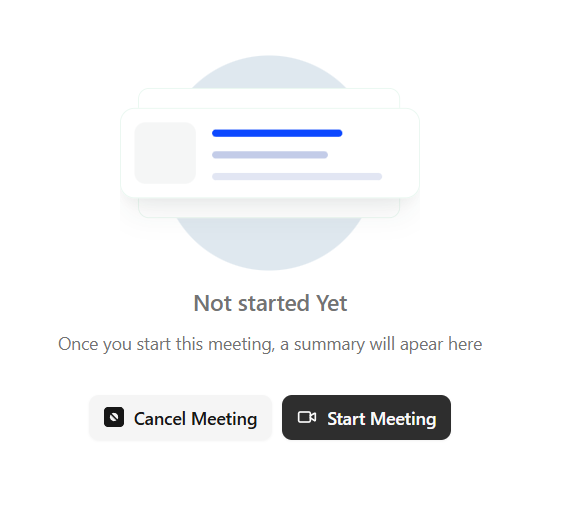 Not started Yet
Once you start this meeting, a summary will apear here
Cancel Meeting
Start Meeting